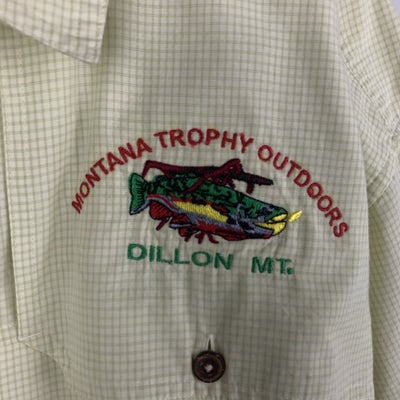 MONTANA TROPHY OUTDOORS
DILLON MT.